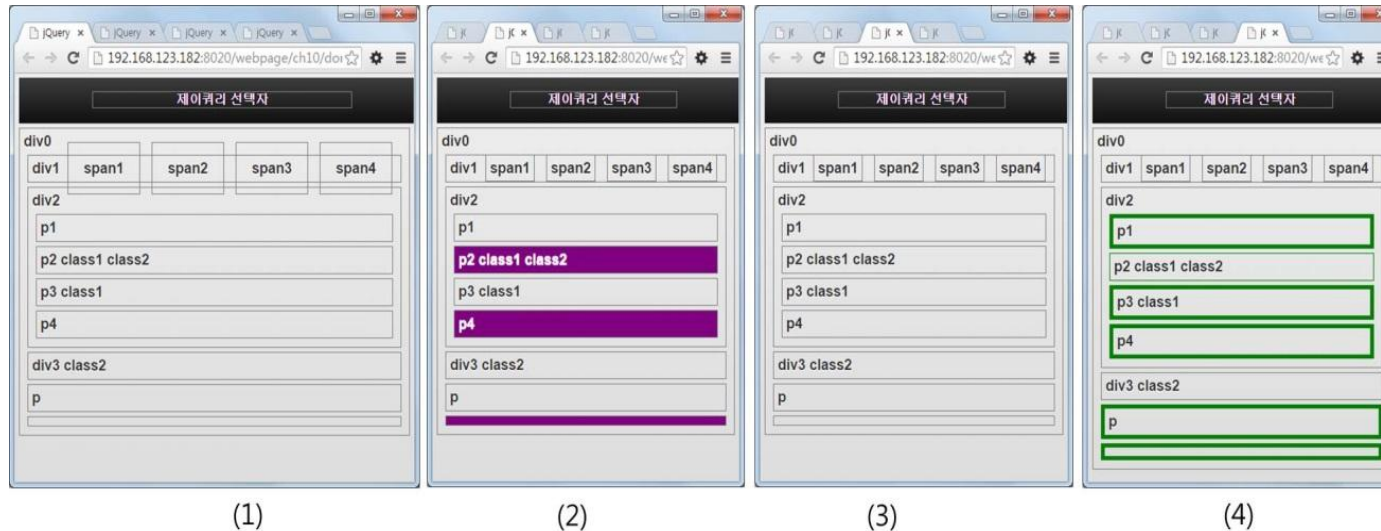 jQuery jQuery jQuery jQuery
192.168.123.182:8020/webpage/ch10/dor
제이쿼리 선택자
div0
div1 span1 span2 span3 span4
div2
p1
p2 class1 class2
p3 class1
p4
div3 class2
p
(1)
192.168.123.182:8020/we
제이쿼리 선택자
div0
div1 span1 span2 span3 span4
div2
p1
p2 class1 class2
p3 class1
p4
div3 class2
p
(2)
192.168.123.182:8020/we
제이쿼리 선택자
div0
div1 span1 span2 span3 span4
div2
p1
p2 class1 class2
p3 class1
p4
div3 class2
p
(3)
192.168.123.182:8020/we
제이쿼리 선택자
div0
div1 span1 span2 span3 span4
div2
p1
p2 class1 class2
p3 class1
p4
div3 class2
p
(4)